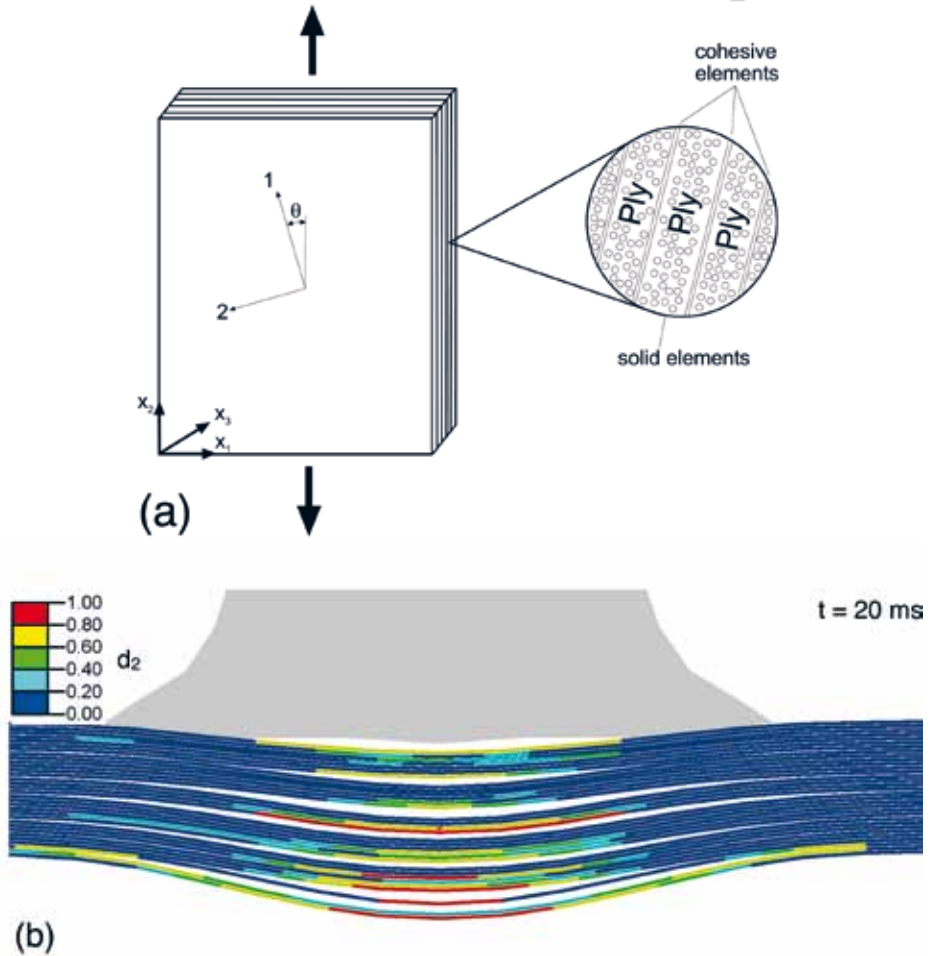 cohesive
elements
1
θ
Ply
Ply
Ply
2
solid elements
x₂
x₃
x₁
(a)
1.00
t = 20 ms
0.80
0.60
d₂
0.40
0.20
0.00
(b)